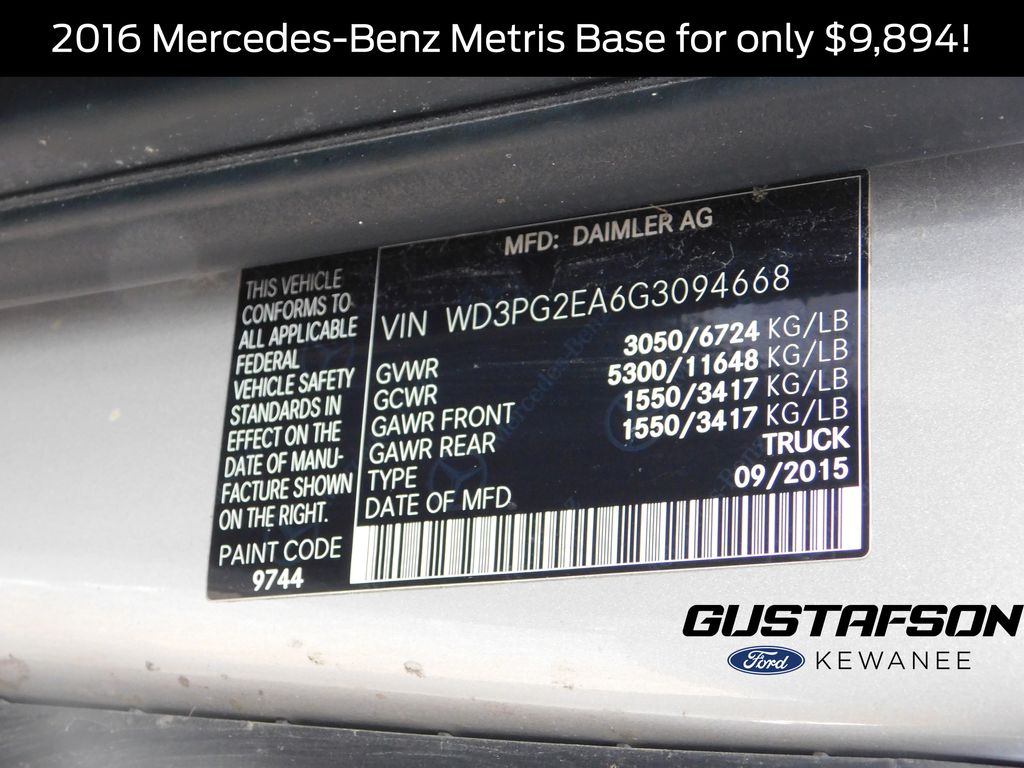 2016 Mercedes-Benz Metris Base for only $9,894!
MFD: DAIMLER AG
THIS VEHICLE
CONFORMS TO
ALL APPLICABLE
FEDERAL
VEHICLE SAFETY
STANDARDS IN
EFFECT ON THE
DATE OF MANU-
FACTURE SHOWN
ON THE RIGHT.
PAINT CODE
9744
VIN WD3PG2EA6G3094668
GVWR 3050/6724 KG/LB
GCWR 5300/11648 KG/LB
GAWR FRONT 1550/3417 KG/LB
GAWR REAR 1550/3417 KG/LB
TYPE TRUCK
DATE OF MFD 09/2015
Mercedes-Benz
GUSTAFSON
Ford KEWANEE